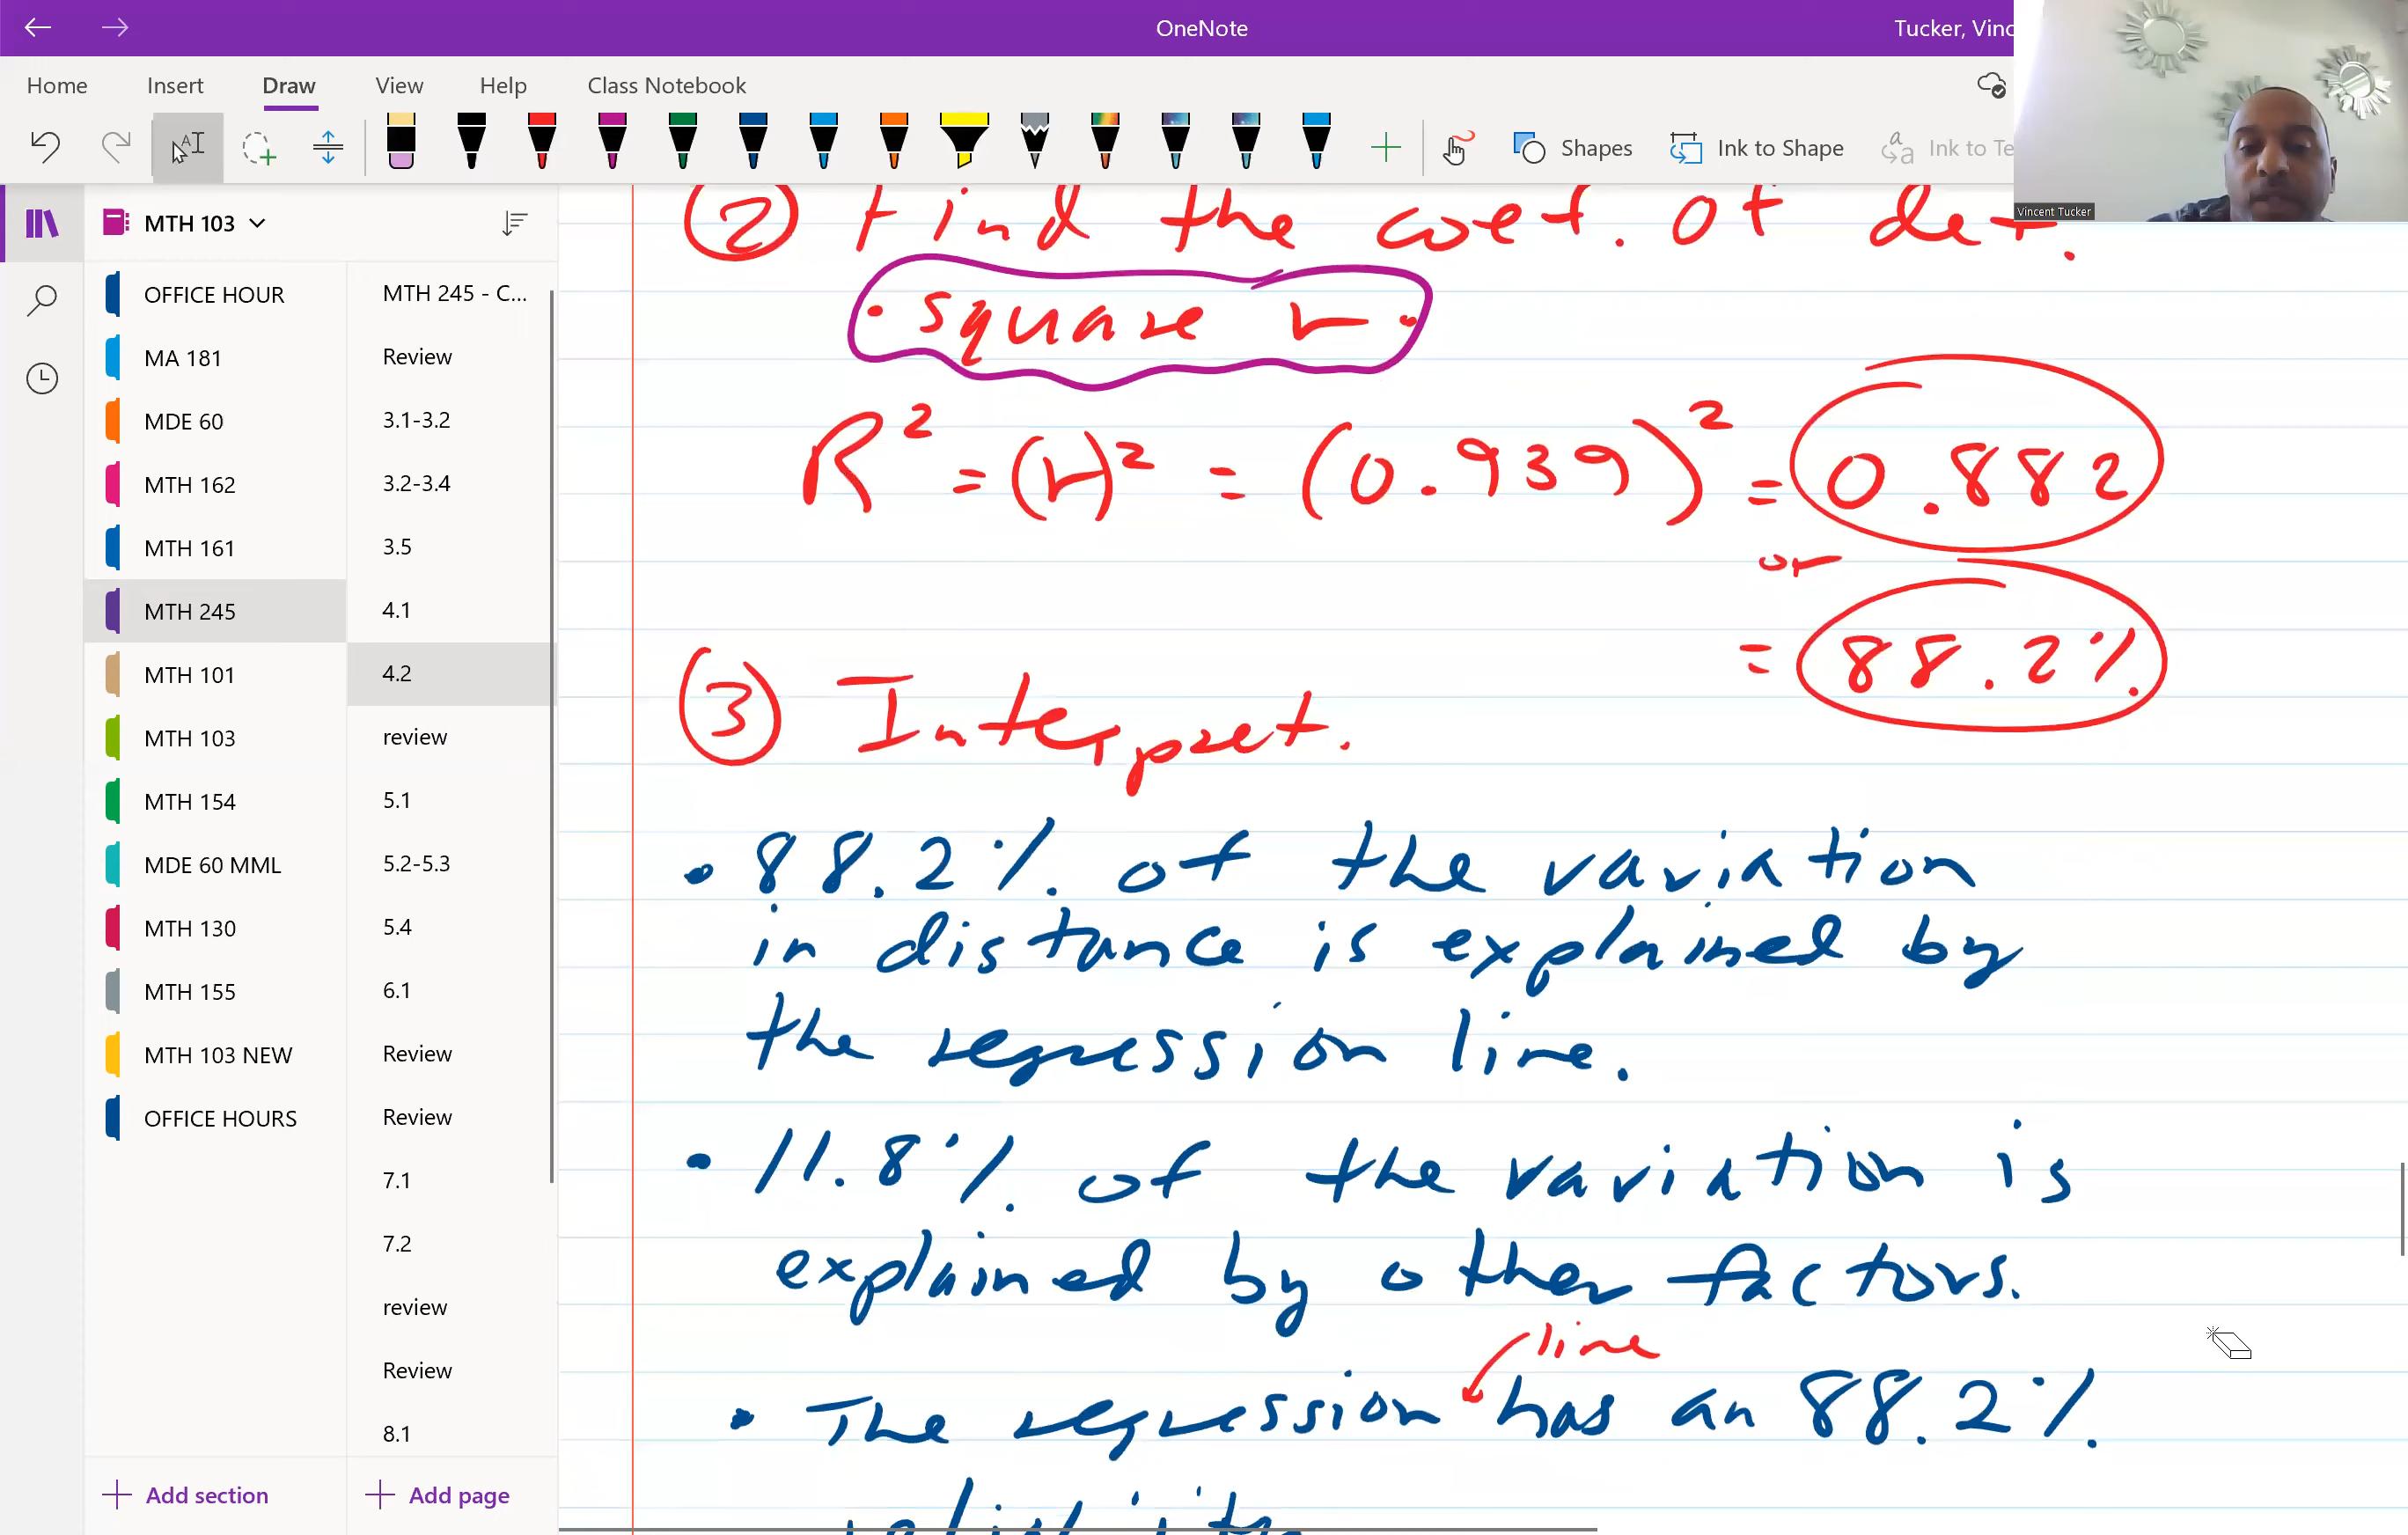 OneNote
Tucker, Vinc
Home
Insert
Draw
View
Help
Class Notebook
Shapes
Ink to Shape
Ink to Te
Vincent Tucker
MTH 103
OFFICE HOUR
MA 181
MDE 60
MTH 162
MTH 161
MTH 245
MTH 101
MTH 103
MTH 154
MDE 60 MML
MTH 130
MTH 155
MTH 103 NEW
OFFICE HOURS
Add section
MTH 245 - C...
Review
3.1-3.2
3.2-3.4
3.5
4.1
4.2
review
5.1
5.2-5.3
5.4
6.1
Review
Review
7.1
7.2
review
Review
8.1
Add page
② Find the coef. of det.
• square r.
R² = (r)² = (0.939)² = 0.882
or
= 88.2%
③ Interpret.
• 88.2% of the variation
in distance is explained by
the regression line.
• 11.8% of the variation is
explained by other factors.
line
• The regression has an 88.2%